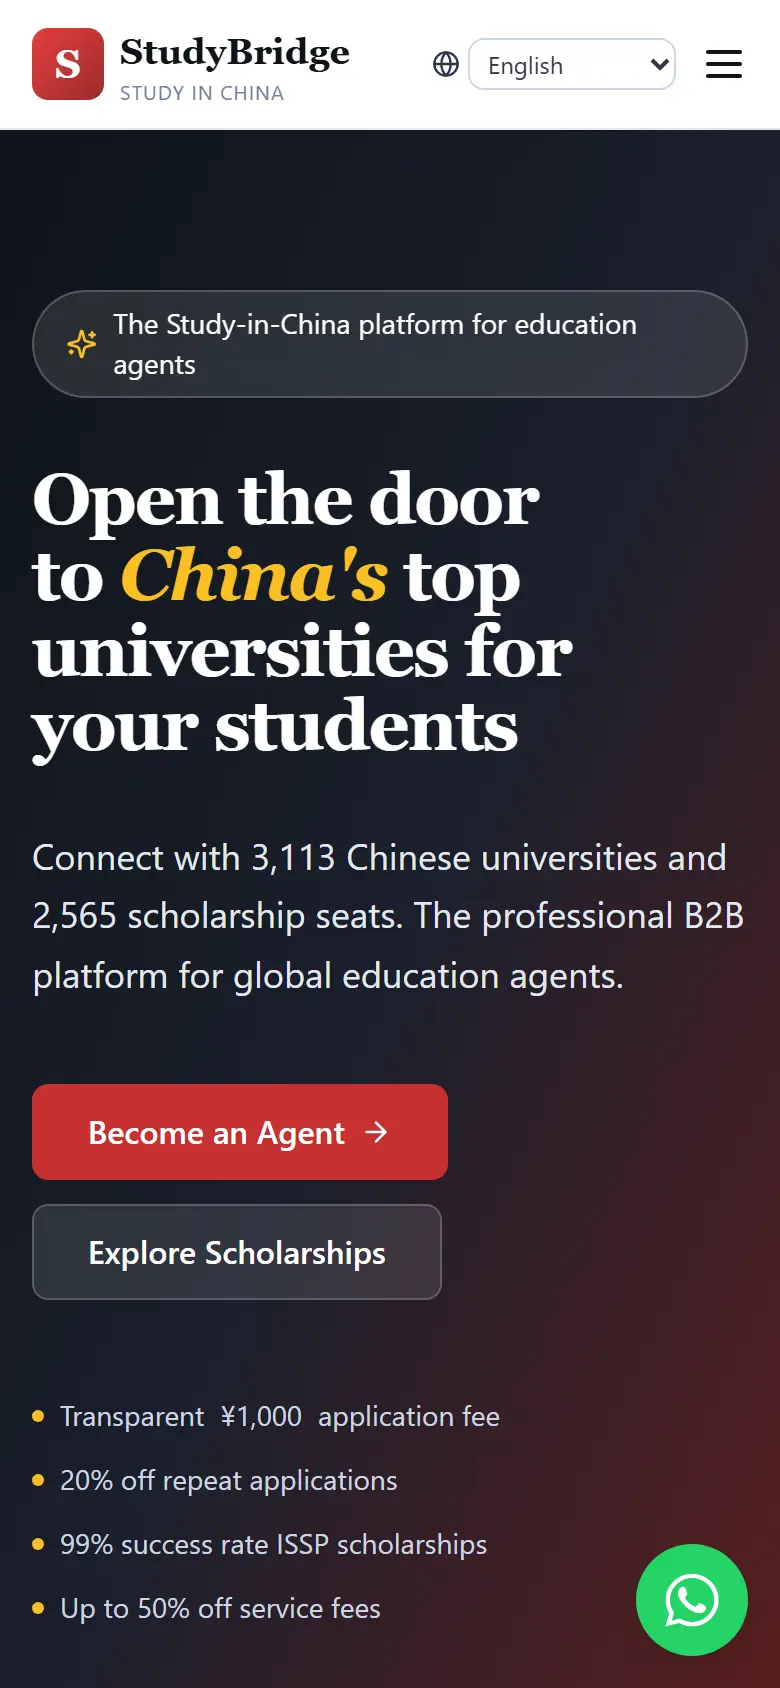 S
StudyBridge
STUDY IN CHINA
English
The Study-in-China platform for education
agents
Open the door
to China's top
universities for
your students
Connect with 3,113 Chinese universities and
2,565 scholarship seats. The professional B2B
platform for global education agents.
Become an Agent →
Explore Scholarships
Transparent ¥1,000 application fee
20% off repeat applications
99% success rate ISSP scholarships
Up to 50% off service fees